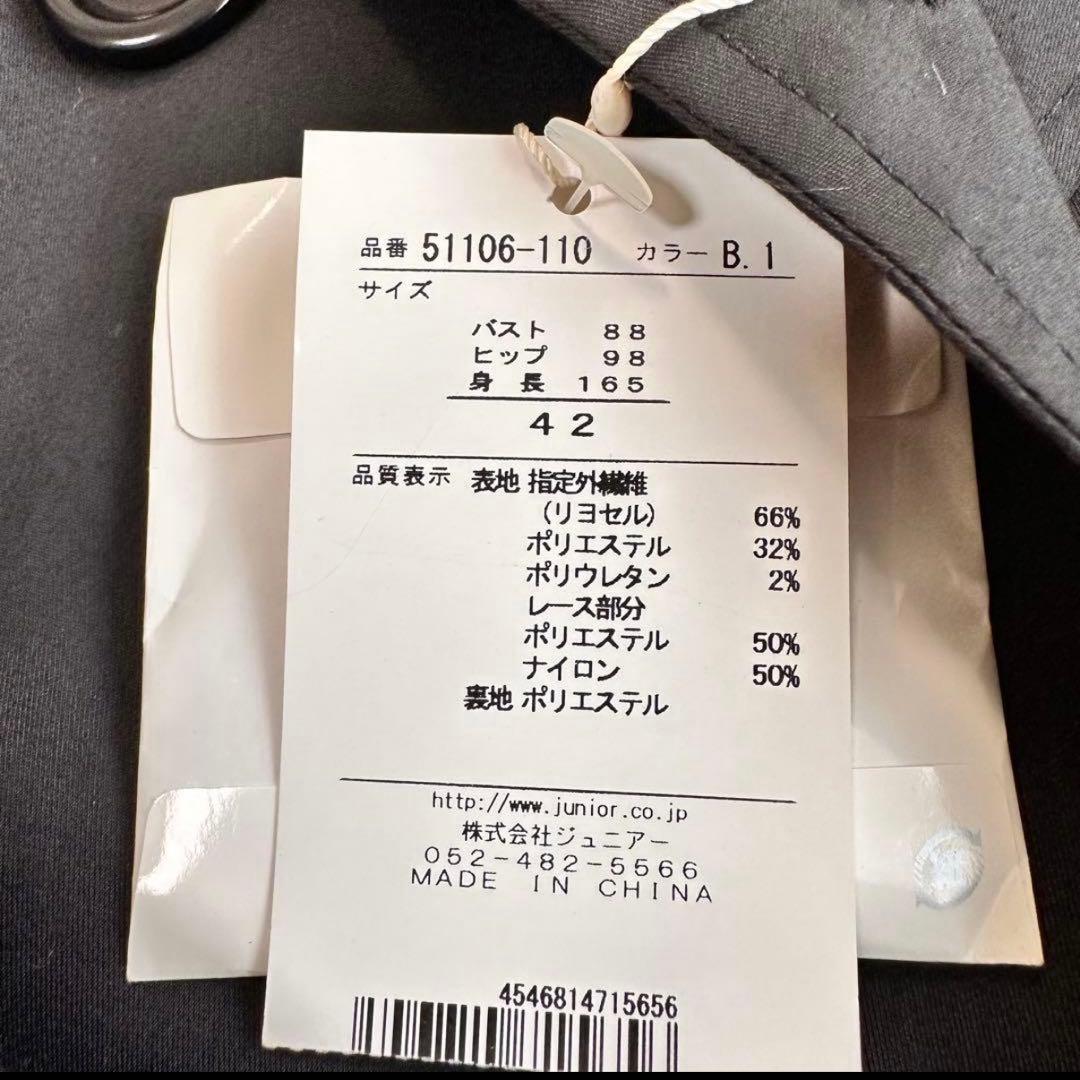 品番 51106-110 カラー B.1
サイズ
バスト 88
ヒップ 98
身長 165
42
品質表示 表地 指定外繊維
(リヨセル) 66%
ポリエステル 32%
ポリウレタン 2%
レース部分
ポリエステル 50%
ナイロン 50%
裏地 ポリエステル
http://www.junior.co.jp
株式会社ジュニアー
052-482-5566
MADE IN CHINA
4546814715656